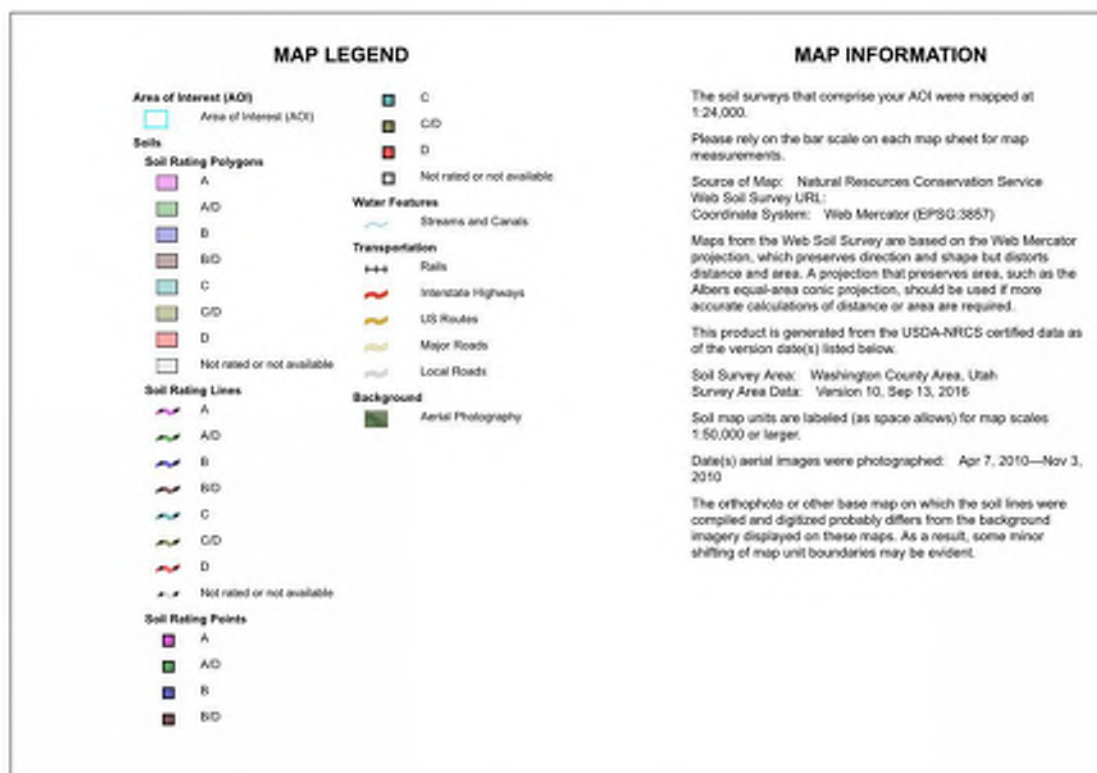 MAP LEGEND
Area of Interest (AOI)
Area of Interest (AOI)
Soils
Soil Rating Polygons
A
A/D
B
B/D
C
C/D
D
Not rated or not available
Soil Rating Lines
A
A/D
B
B/D
C
C/D
D
Not rated or not available
Soil Rating Points
A
A/D
B
B/D
C
C/D
D
Not rated or not available
Water Features
Streams and Canals
Transportation
Rails
Interstate Highways
US Routes
Major Roads
Local Roads
Background
Aerial Photography
MAP INFORMATION
The soil surveys that comprise your AOI were mapped at
1:24,000.
Please rely on the bar scale on each map sheet for map
measurements.
Source of Map: Natural Resources Conservation Service
Web Soil Survey URL:
Coordinate System: Web Mercator (EPSG:3857)
Maps from the Web Soil Survey are based on the Web Mercator
projection, which preserves direction and shape but distorts
distance and area. A projection that preserves area, such as the
Albers equal-area conic projection, should be used if more
accurate calculations of distance or area are required.
This product is generated from the USDA-NRCS certified data as
of the version date(s) listed below.
Soil Survey Area: Washington County Area, Utah
Survey Area Data: Version 10, Sep 13, 2016
Soil map units are labeled (as space allows) for map scales
1:50,000 or larger.
Date(s) aerial images were photographed: Apr 7, 2010—Nov 3,
2010
The orthophoto or other base map on which the soil lines were
compiled and digitized probably differs from the background
imagery displayed on these maps. As a result, some minor
shifting of map unit boundaries may be evident.